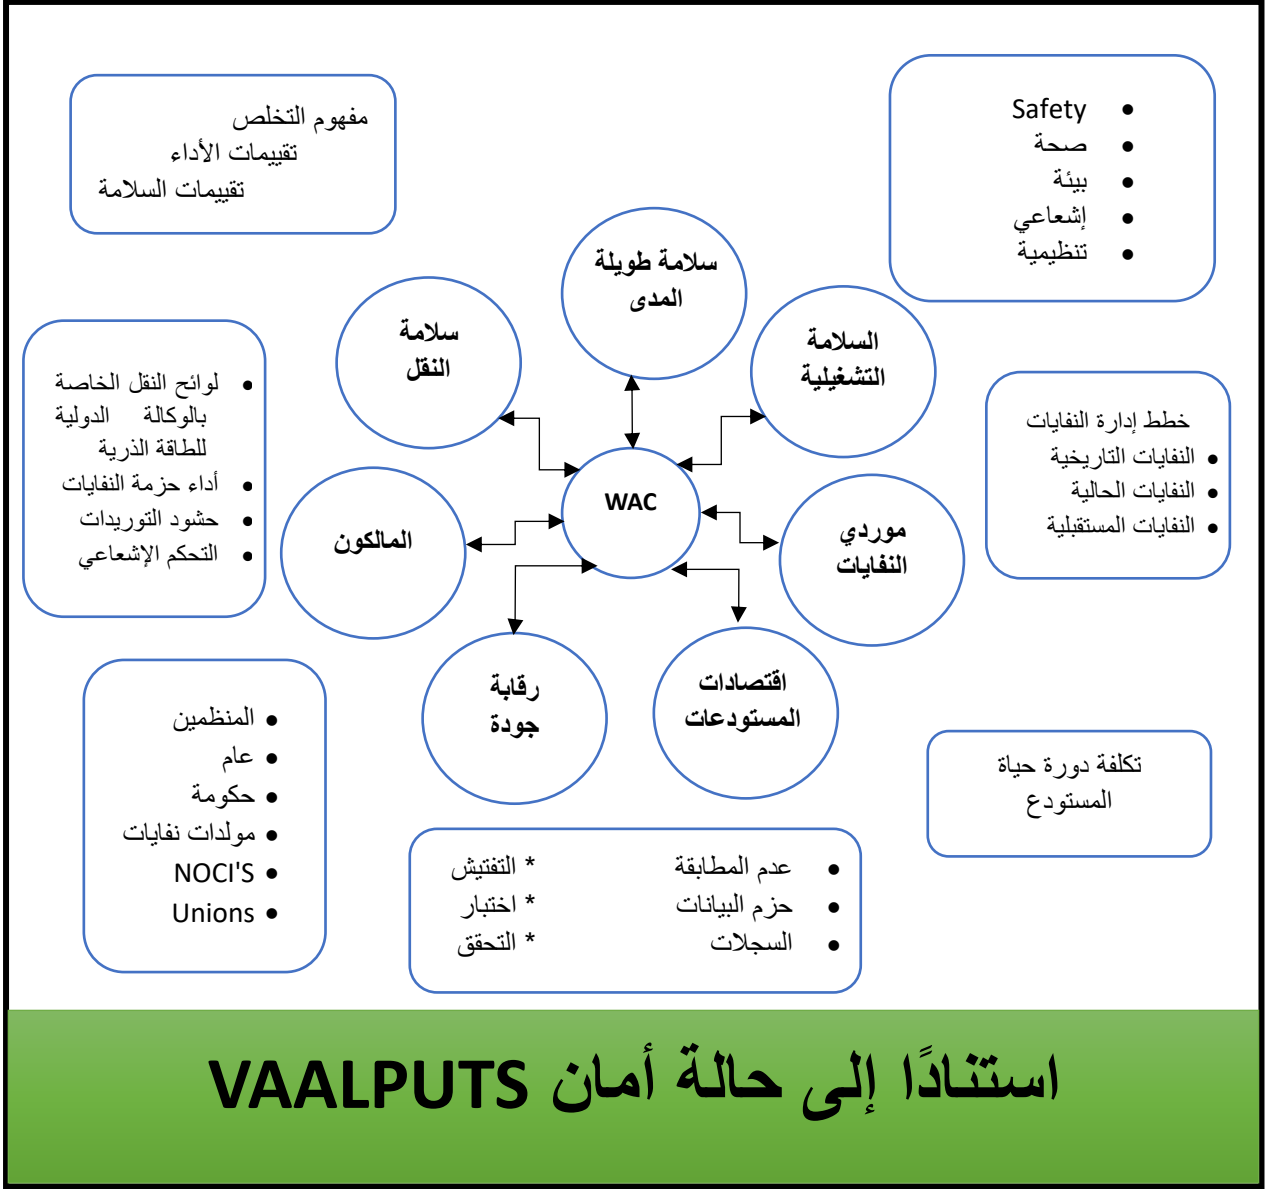 مفهوم التخلص
تقييمات الأداء
تقييمات السلامة
• Safety
• صحة
• بيئة
• إشعاعي
• تنظيمية
سلامة طويلة
المدى
سلامة
النقل
السلامة
التشغيلية
• لوائح النقل الخاصة
بالوكالة الدولية
للطاقة الذرية
• أداء حزمة النفايات
• حشود التوريدات
• التحكم الإشعاعي
خطط إدارة النفايات
• النفايات التاريخية
• النفايات الحالية
• النفايات المستقبلية
WAC
المالكون
موردي
النفايات
رقابة
جودة
اقتصادات
المستودعات
• المنظمين
• عام
• حكومة
• مولدات نفايات
• NOCI'S
• Unions
تكلفة دورة حياة
المستودع
• عدم المطابقة * التفتيش
• حزم البيانات * اختبار
• السجلات * التحقق
استنادًا إلى حالة أمان VAALPUTS